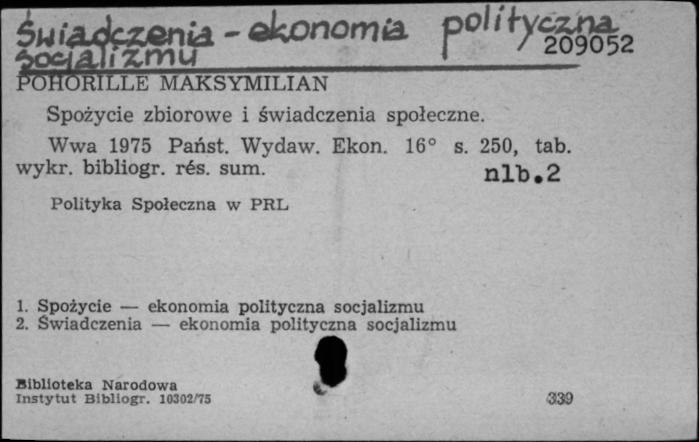 Świadczenia - ekonomia polityczna
209052
socjalizmu
POHORILLE MAKSYMILIAN
Spożycie zbiorowe i świadczenia społeczne.
Wwa 1975 Państ. Wydaw. Ekon. 16° s. 250, tab.
wykr. bibliogr. rés. sum.
nlb.2
Polityka Społeczna w PRL
1. Spożycie — ekonomia polityczna socjalizmu
2. Świadczenia — ekonomia polityczna socjalizmu
Biblioteka Narodowa
Instytut Bibliogr. 10302/75 339